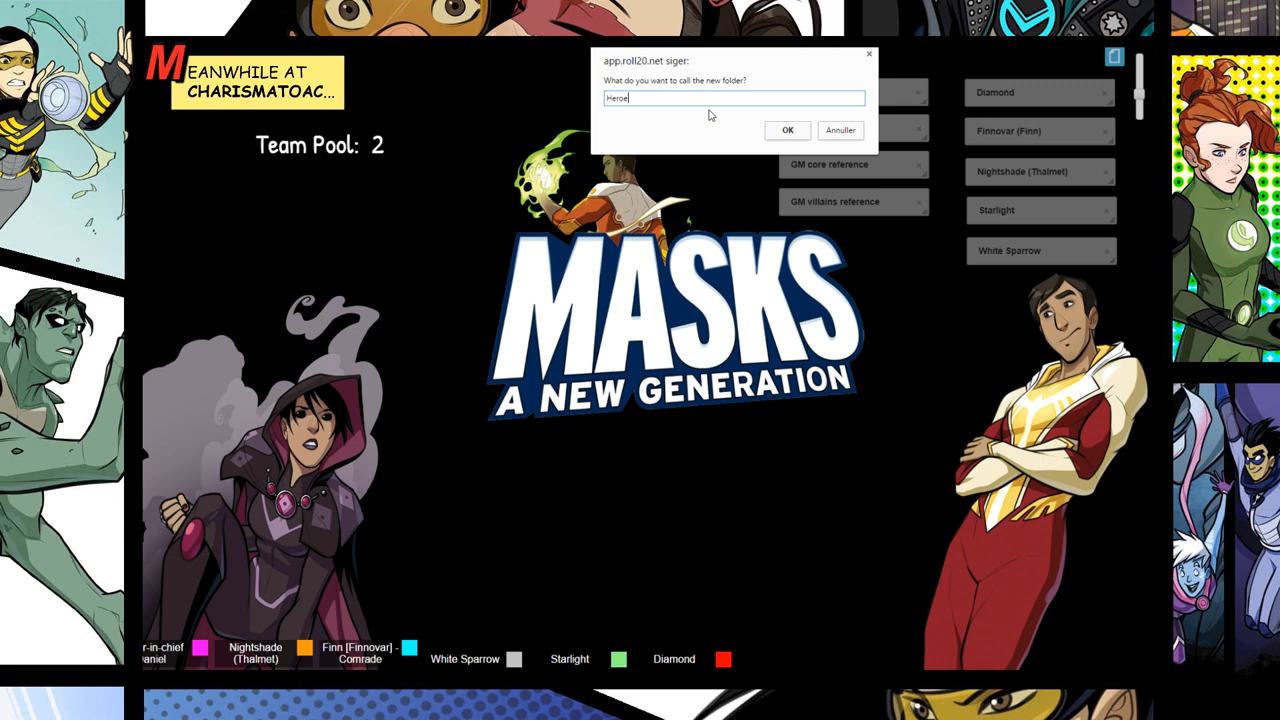 MEANWHILE AT
CHARISMATOAC...
Team Pool: 2
app.roll20.net siger:
What do you want to call the new folder?
Heroe
OK
Annuller
GM core reference
GM villains reference
Diamond
Finnovar (Finn)
Nightshade (Thalmet)
Starlight
White Sparrow
MASKS
A NEW GENERATION
r-in-chief
aniel
Nightshade
(Thalmet)
Finn [Finnovar] -
Comrade
White Sparrow
Starlight
Diamond